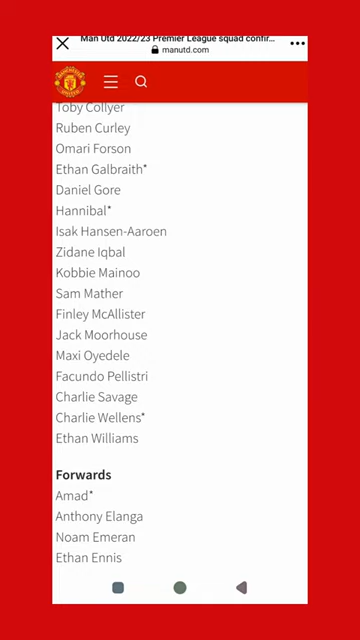 Man Utd 2022/23 Premier League squad confir...
manutd.com
Toby Collyer
Ruben Curley
Omari Forson
Ethan Galbraith*
Daniel Gore
Hannibal*
Isak Hansen-Aaroen
Zidane Iqbal
Kobbie Mainoo
Sam Mather
Finley McAllister
Jack Moorhouse
Maxi Oyedele
Facundo Pellistri
Charlie Savage
Charlie Wellens*
Ethan Williams
Forwards
Amad*
Anthony Elanga
Noam Emeran
Ethan Ennis